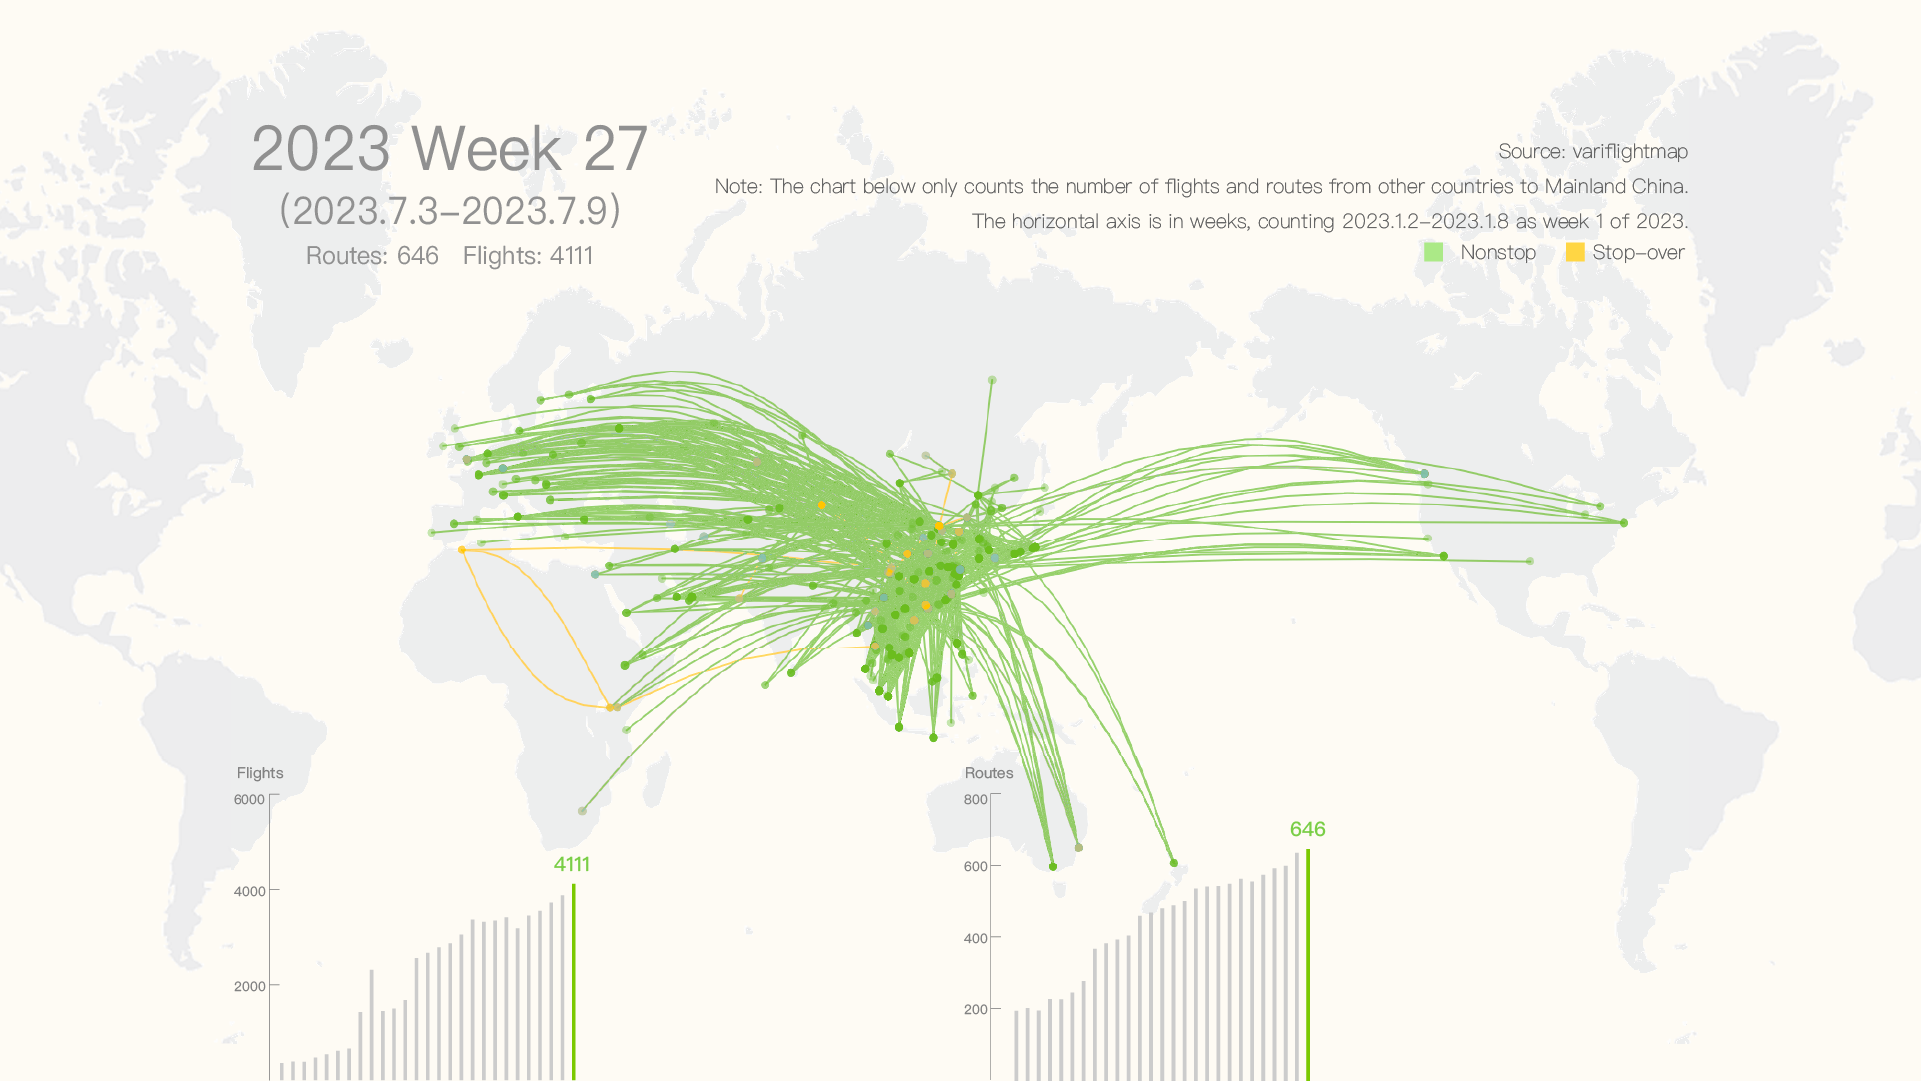 2023 Week 27
(2023.7.3–2023.7.9)
Routes: 646 Flights: 4111
Source: variflightmap
Note: The chart below only counts the number of flights and routes from other countries to Mainland China.
The horizontal axis is in weeks, counting 2023.1.2–2023.1.8 as week 1 of 2023.
Nonstop Stop–over
Flights
6000
4000
2000
4111
Routes
800
600
400
200
646